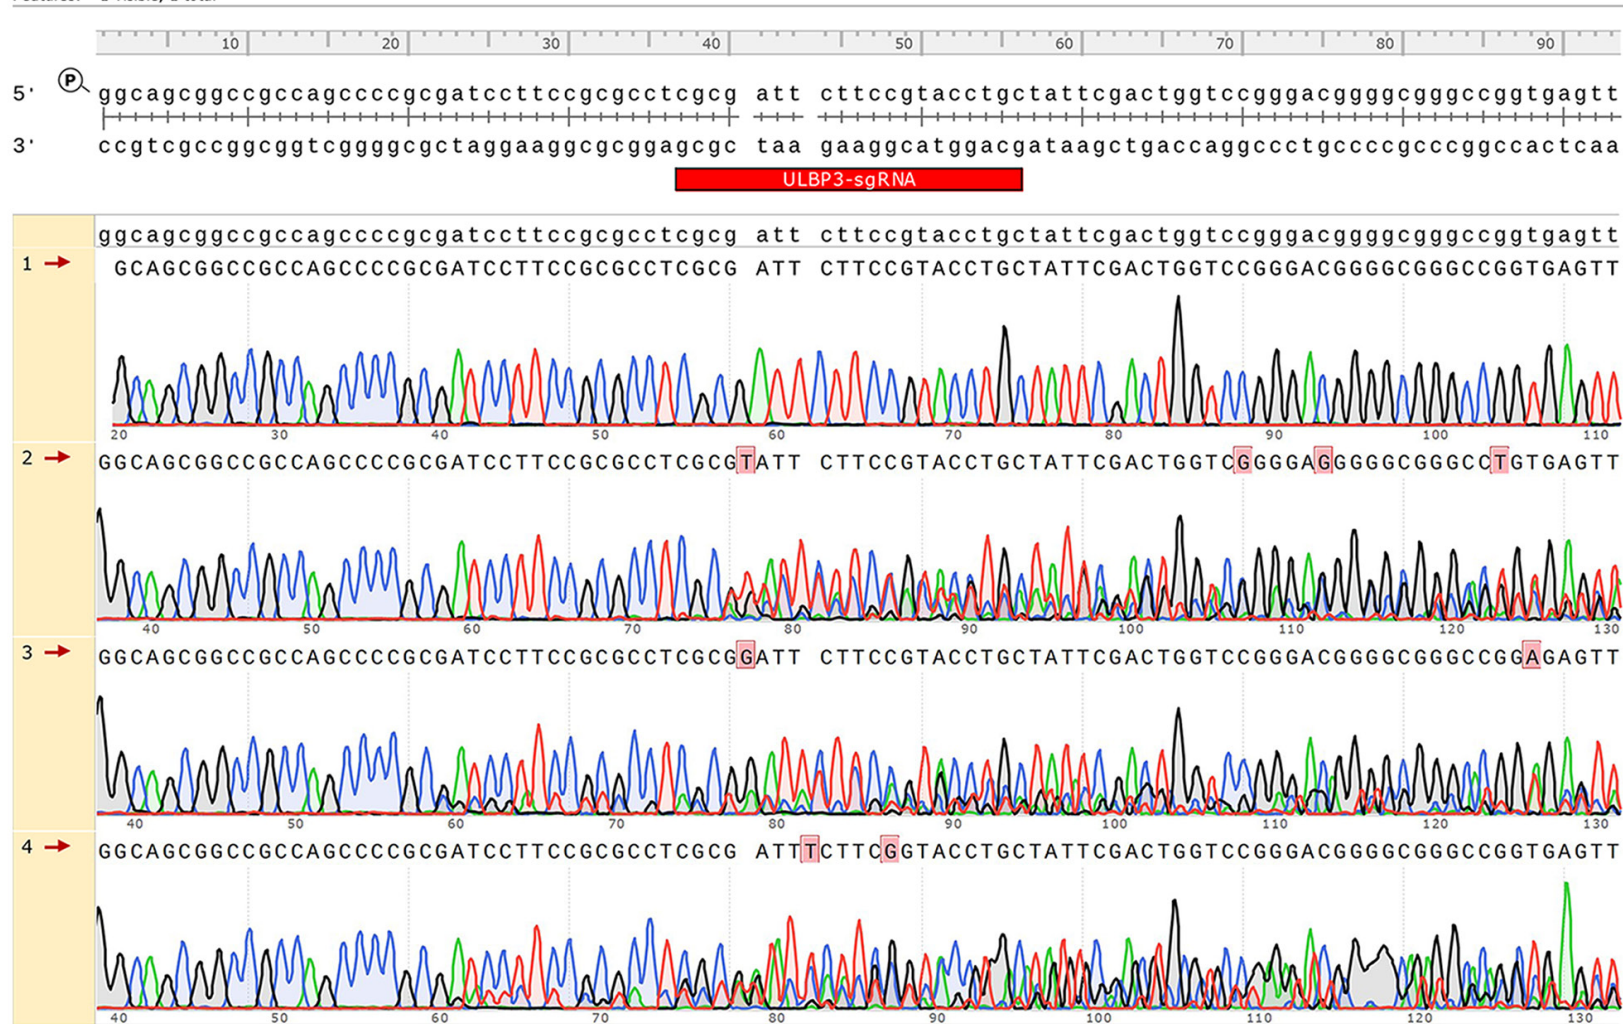 10 20 30 40 50 60 70 80 90
P
5' ggcagcggccgccagccccgcgatccttccgcgcctcgcg att cttccgtacctgctattcgactggtccgggacggggcgggccggtgagtt
3' ccgtcgccggcggtcggggcgctaggaaggcgcggagcgc taa gaaggcatggacgataagctgaccaggccctgccccgcccggccactcaa
ULBP3-sgRNA
ggcagcggccgccagccccgcgatccttccgcgcctcgcg att cttccgtacctgctattcgactggtccgggacggggcgggccggtgagtt
1 GCAGCGGCCGCCAGCCCCGCGATCCTTCCGCGCCTCGCG ATT CTTCCGTACCTGCTATTCGACTGGTCCGGGACGGGGCGGGCCGGTGAGTT
20 30 40 50 60 70 80 90 100 110
2 GGCAGCGGCCGCCAGCCCCGCGATCCTTCCGCGCCTCGCGTATT CTTCCGTACCTGCTATTCGACTGGTCGGGGAGGGGGCGGGCCTGTGAGTT
40 50 60 70 80 90 100 110 120 130
3 GGCAGCGGCCGCCAGCCCCGCGATCCTTCCGCGCCTCGCGGATT CTTCCGTACCTGCTATTCGACTGGTCCGGGACGGGGCGGGCCGGAGAGTT
40 50 60 70 80 90 100 110 120 130
4 GGCAGCGGCCGCCAGCCCCGCGATCCTTCCGCGCCTCGCG ATTTCTTCGGTACCTGCTATTCGACTGGTCCGGGACGGGGCGGGCCGGTGAGTT
40 50 60 70 80 90 100 110 120 130